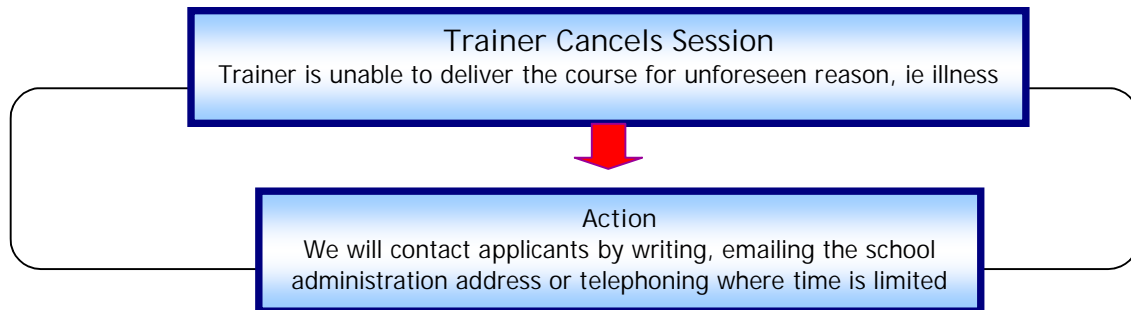 Trainer Cancels Session
Trainer is unable to deliver the course for unforeseen reason, ie illness
Action
We will contact applicants by writing, emailing the school
administration address or telephoning where time is limited